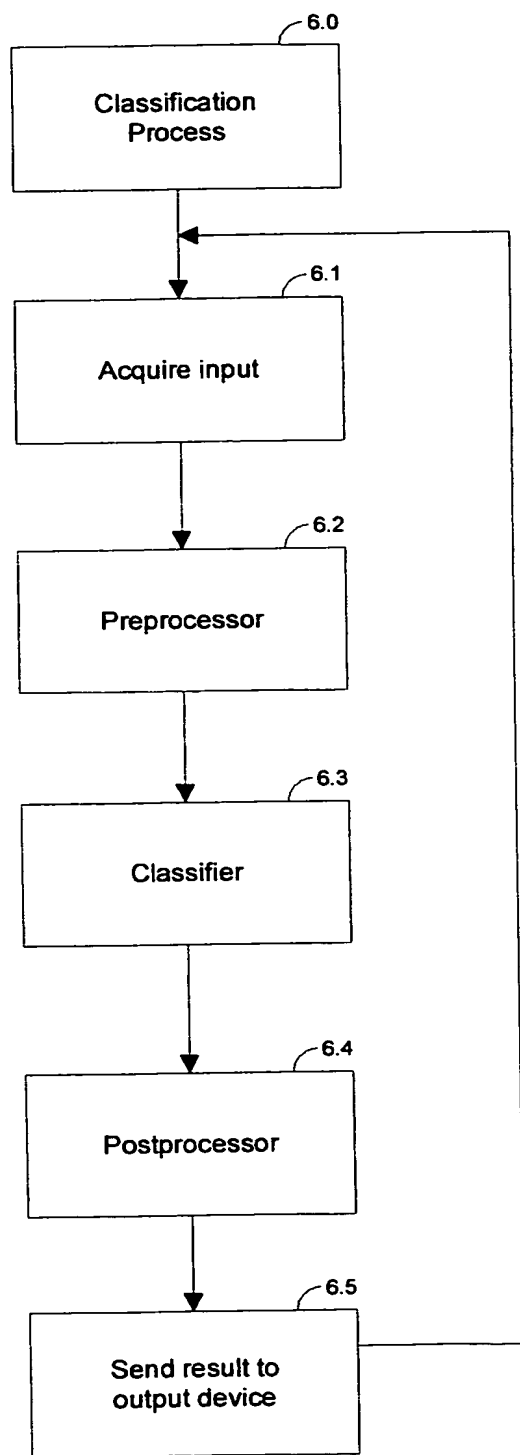 6.0
Classification
Process
6.1
Acquire input
6.2
Preprocessor
6.3
Classifier
6.4
Postprocessor
6.5
Send result to
output device